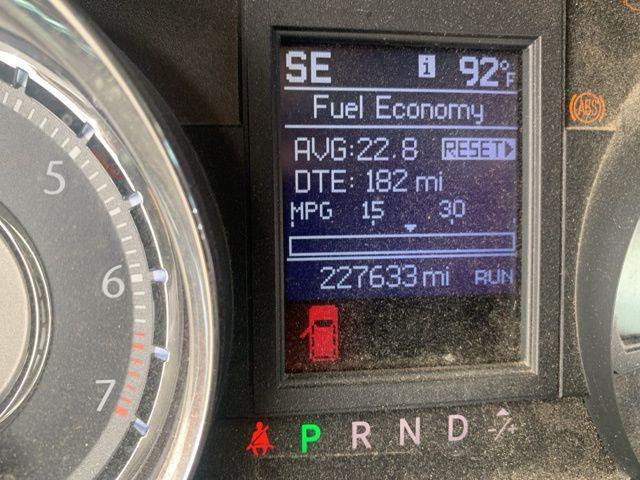 SE i 92°F
Fuel Economy
AVG:22.8 RESET
DTE: 182 mi
MPG 15 30
227633 mi RUN
ABS
5
6
7
P R N D -/+